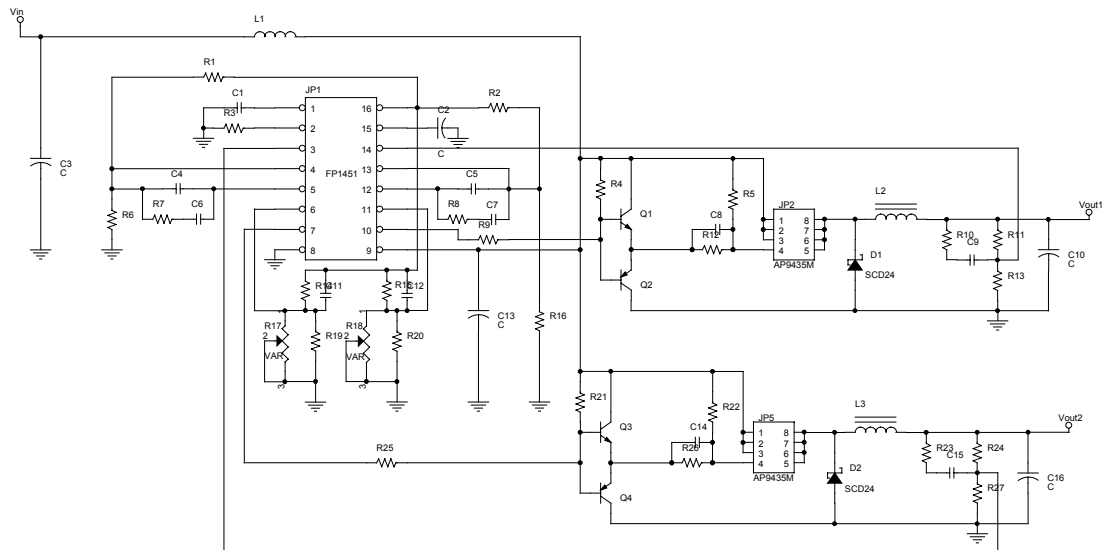 Vin
L1
R1
JP1
C1
1
16
R2
R3
2
15
C2
C
3
14
C3
C
4
13
FP1451
C4
5
12
C5
R7
C6
R8
C7
R6
6
11
R9
7
10
8
9
R4
Q1
R5
C8
R12
JP2
1
8
2
7
3
6
4
5
AP9435M
Q2
D1
SCD24
L2
Vout1
R10
C9
R11
C10
C
R13
C11
C12
R17
2
VAR
3
R19
R18
2
VAR
3
R20
C13
C
R16
R21
Q3
R22
C14
R26
JP5
1
8
2
7
3
6
4
5
AP9435M
Q4
D2
SCD24
L3
Vout2
R23
C15
R24
C16
C
R27
R25